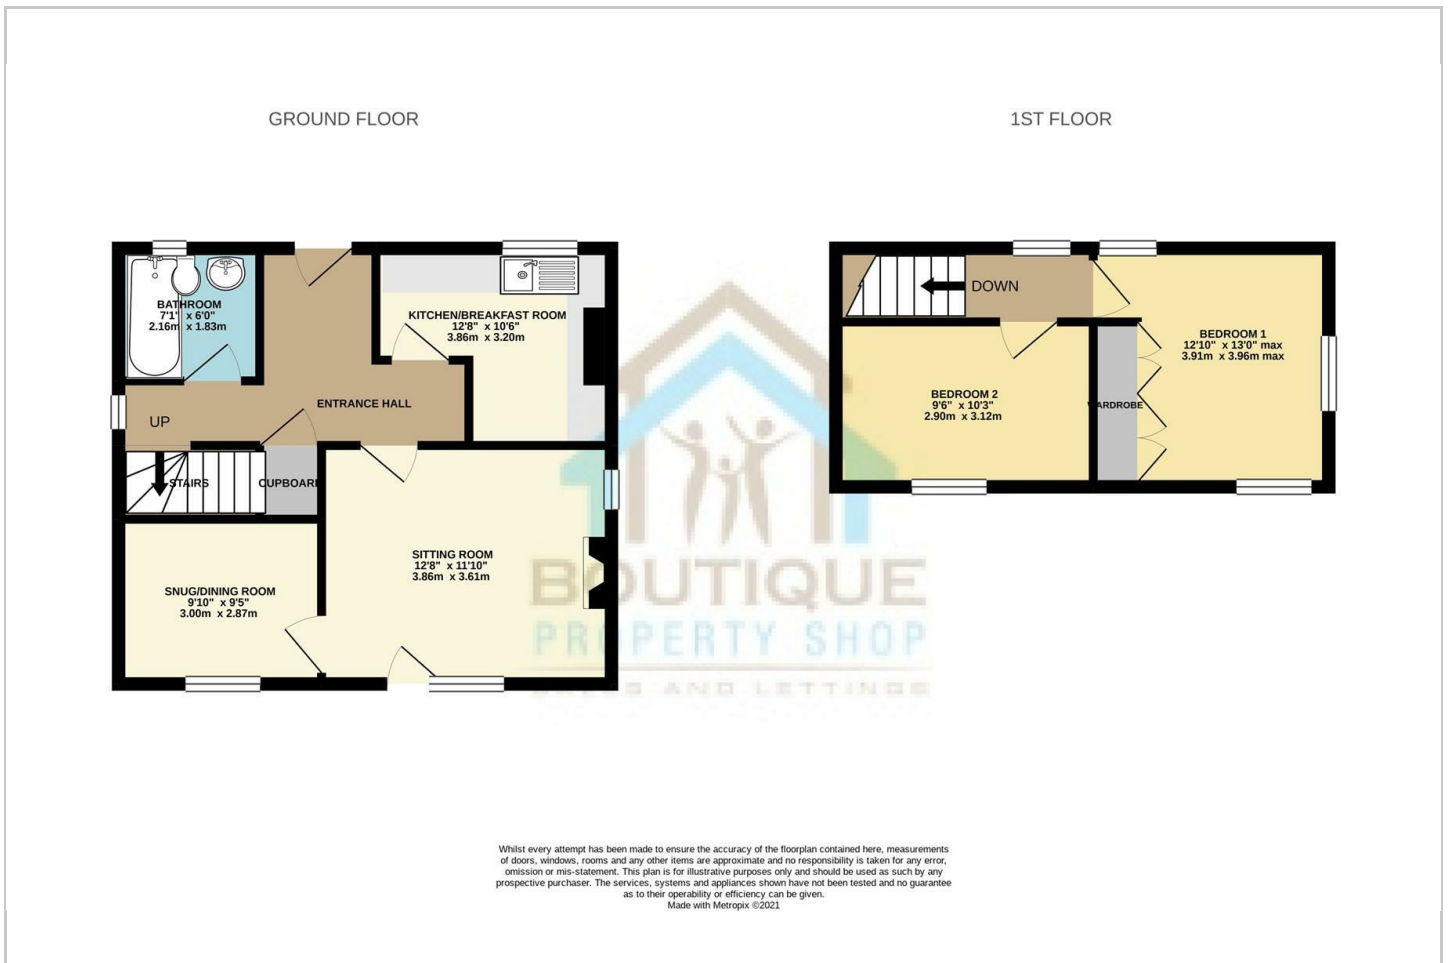 GROUND FLOOR
1ST FLOOR
BATHROOM
7'1" x 6'0"
2.16m x 1.83m
KITCHEN/BREAKFAST ROOM
12'8" x 10'6"
3.86m x 3.20m
ENTRANCE HALL
UP
STAIRS
CUPBOARD
SITTING ROOM
12'8" x 11'10"
3.86m x 3.61m
SNUG/DINING ROOM
9'10" x 9'5"
3.00m x 2.87m
DOWN
BEDROOM 1
12'10" x 13'0" max
3.91m x 3.96m max
BEDROOM 2
9'6" x 10'3"
2.90m x 3.12m
WARDROBE
BOUTIQUE
PROPERTY SHOP
SALES AND LETTINGS
Whilst every attempt has been made to ensure the accuracy of the floorplan contained here, measurements
of doors, windows, rooms and any other items are approximate and no responsibility is taken for any error,
omission or mis-statement. This plan is for illustrative purposes only and should be used as such by any
prospective purchaser. The services, systems and appliances shown have not been tested and no guarantee
as to their operability or efficiency can be given.
Made with Metropix ©2021